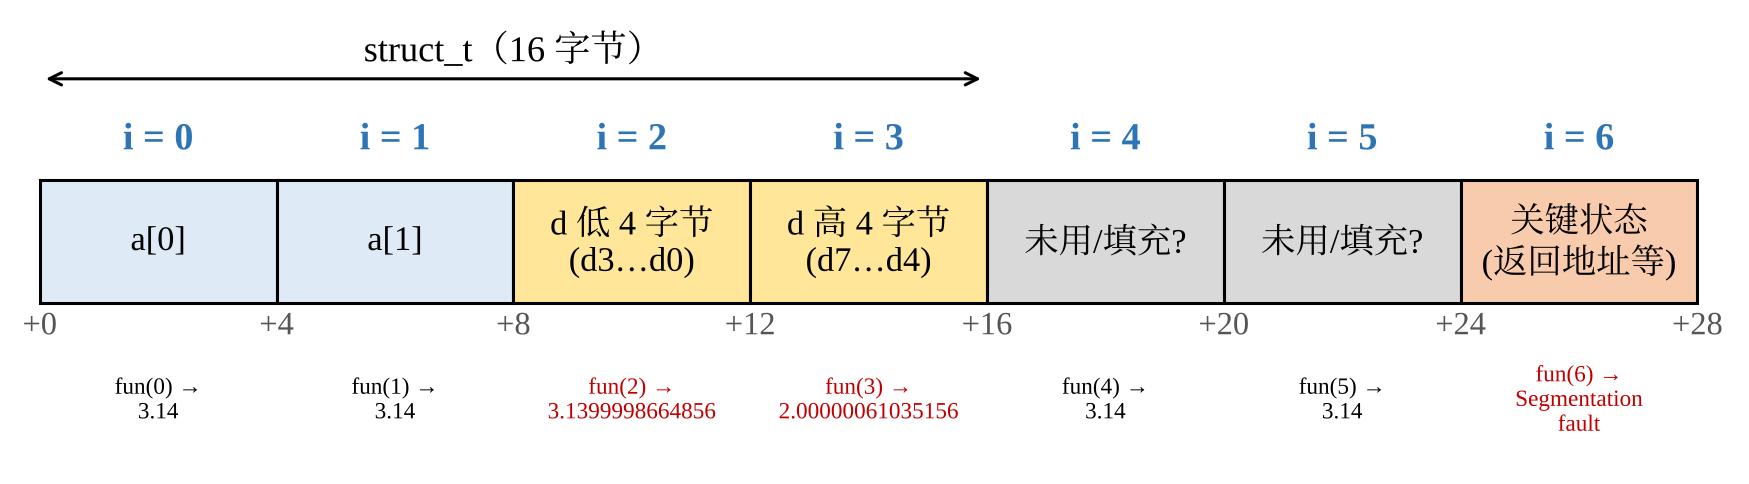 struct_t（16 字节）
i = 0
i = 1
i = 2
i = 3
i = 4
i = 5
i = 6
a[0]
a[1]
d 低 4 字节
(d3…d0)
d 高 4 字节
(d7…d4)
未用/填充?
未用/填充?
关键状态
(返回地址等)
+0
+4
+8
+12
+16
+20
+24
+28
fun(0) →
3.14
fun(1) →
3.14
fun(2) →
3.1399998664856
fun(3) →
2.00000061035156
fun(4) →
3.14
fun(5) →
3.14
fun(6) →
Segmentation
fault